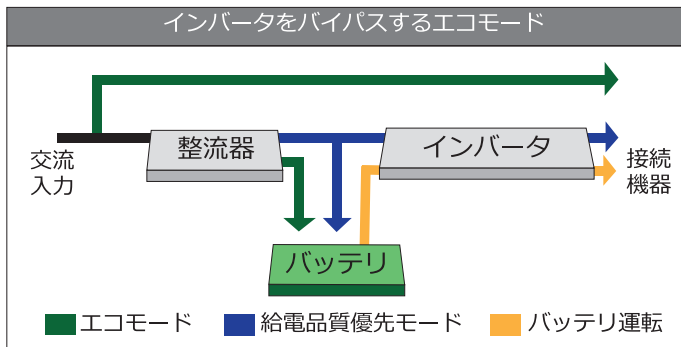 インバータをバイパスするエコモード
交流
入力
整流器
インバータ
接続
機器
バッテリ
エコモード
給電品質優先モード
バッテリ運転